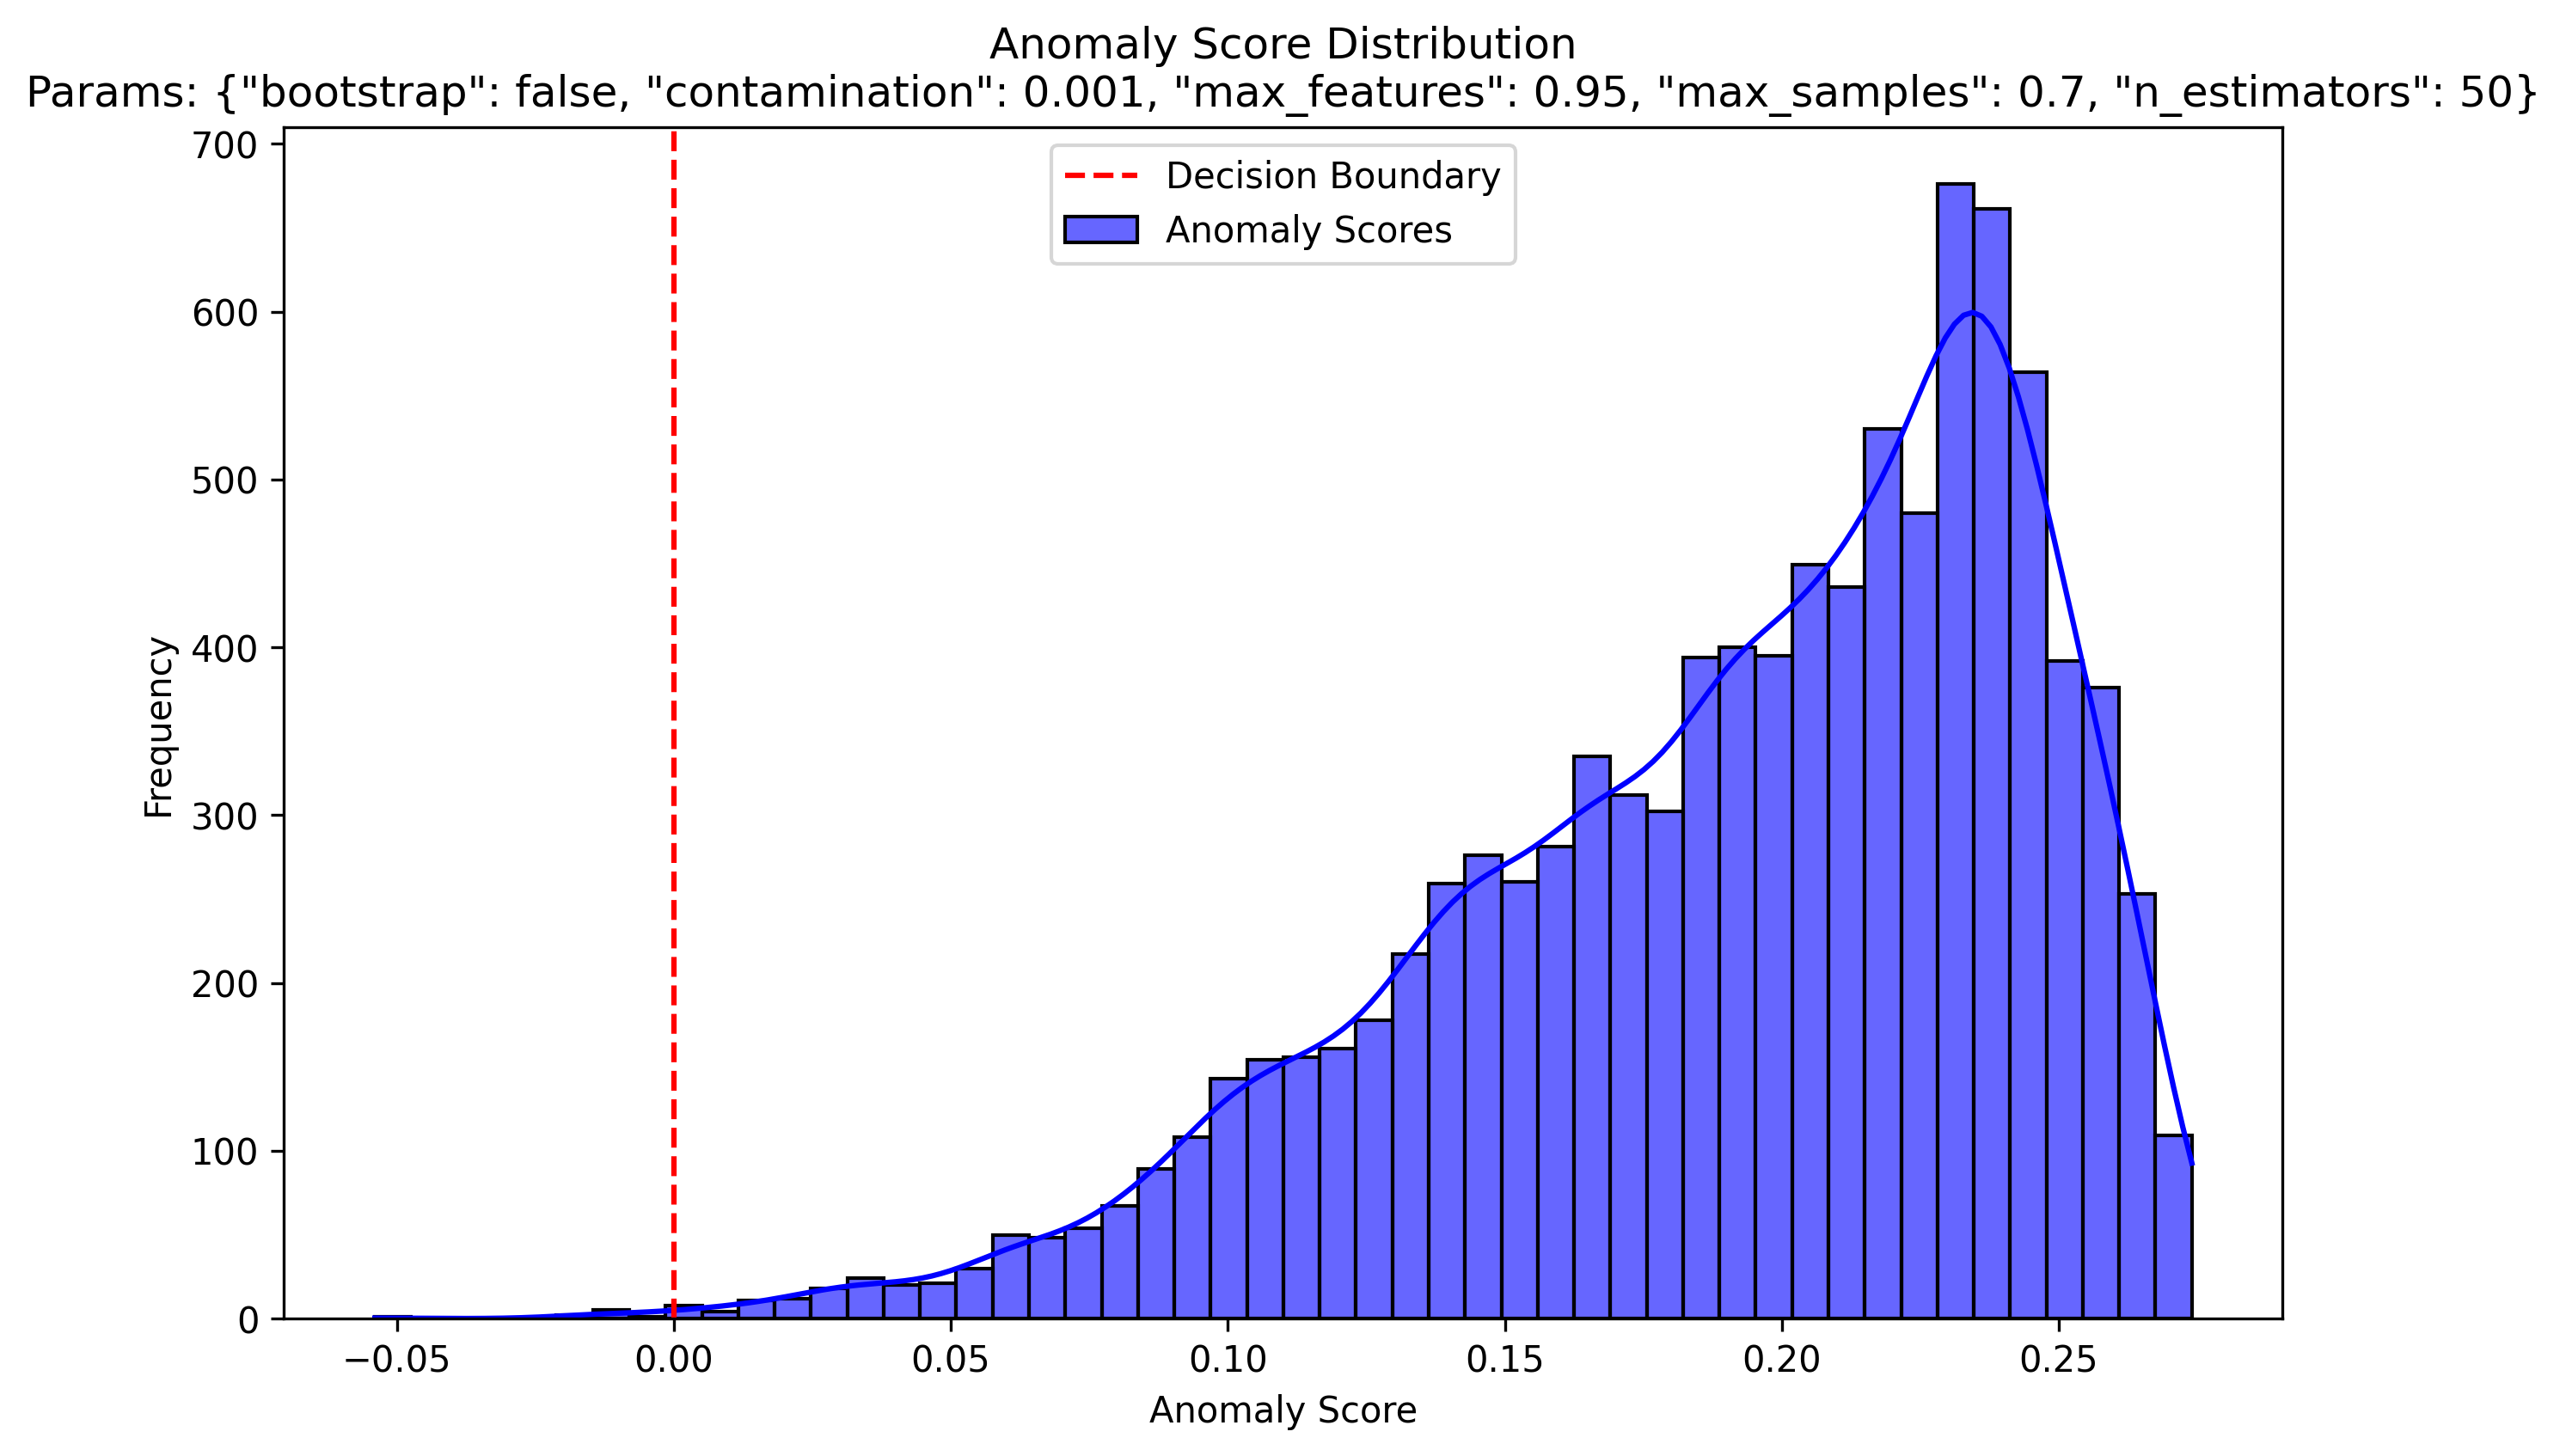 Anomaly Score Distribution
Params: {"bootstrap": false, "contamination": 0.001, "max_features": 0.95, "max_samples": 0.7, "n_estimators": 50}
Decision Boundary
Anomaly Scores
700
600
500
400
300
200
100
0
Frequency
−0.05
0.00
0.05
0.10
0.15
0.20
0.25
Anomaly Score